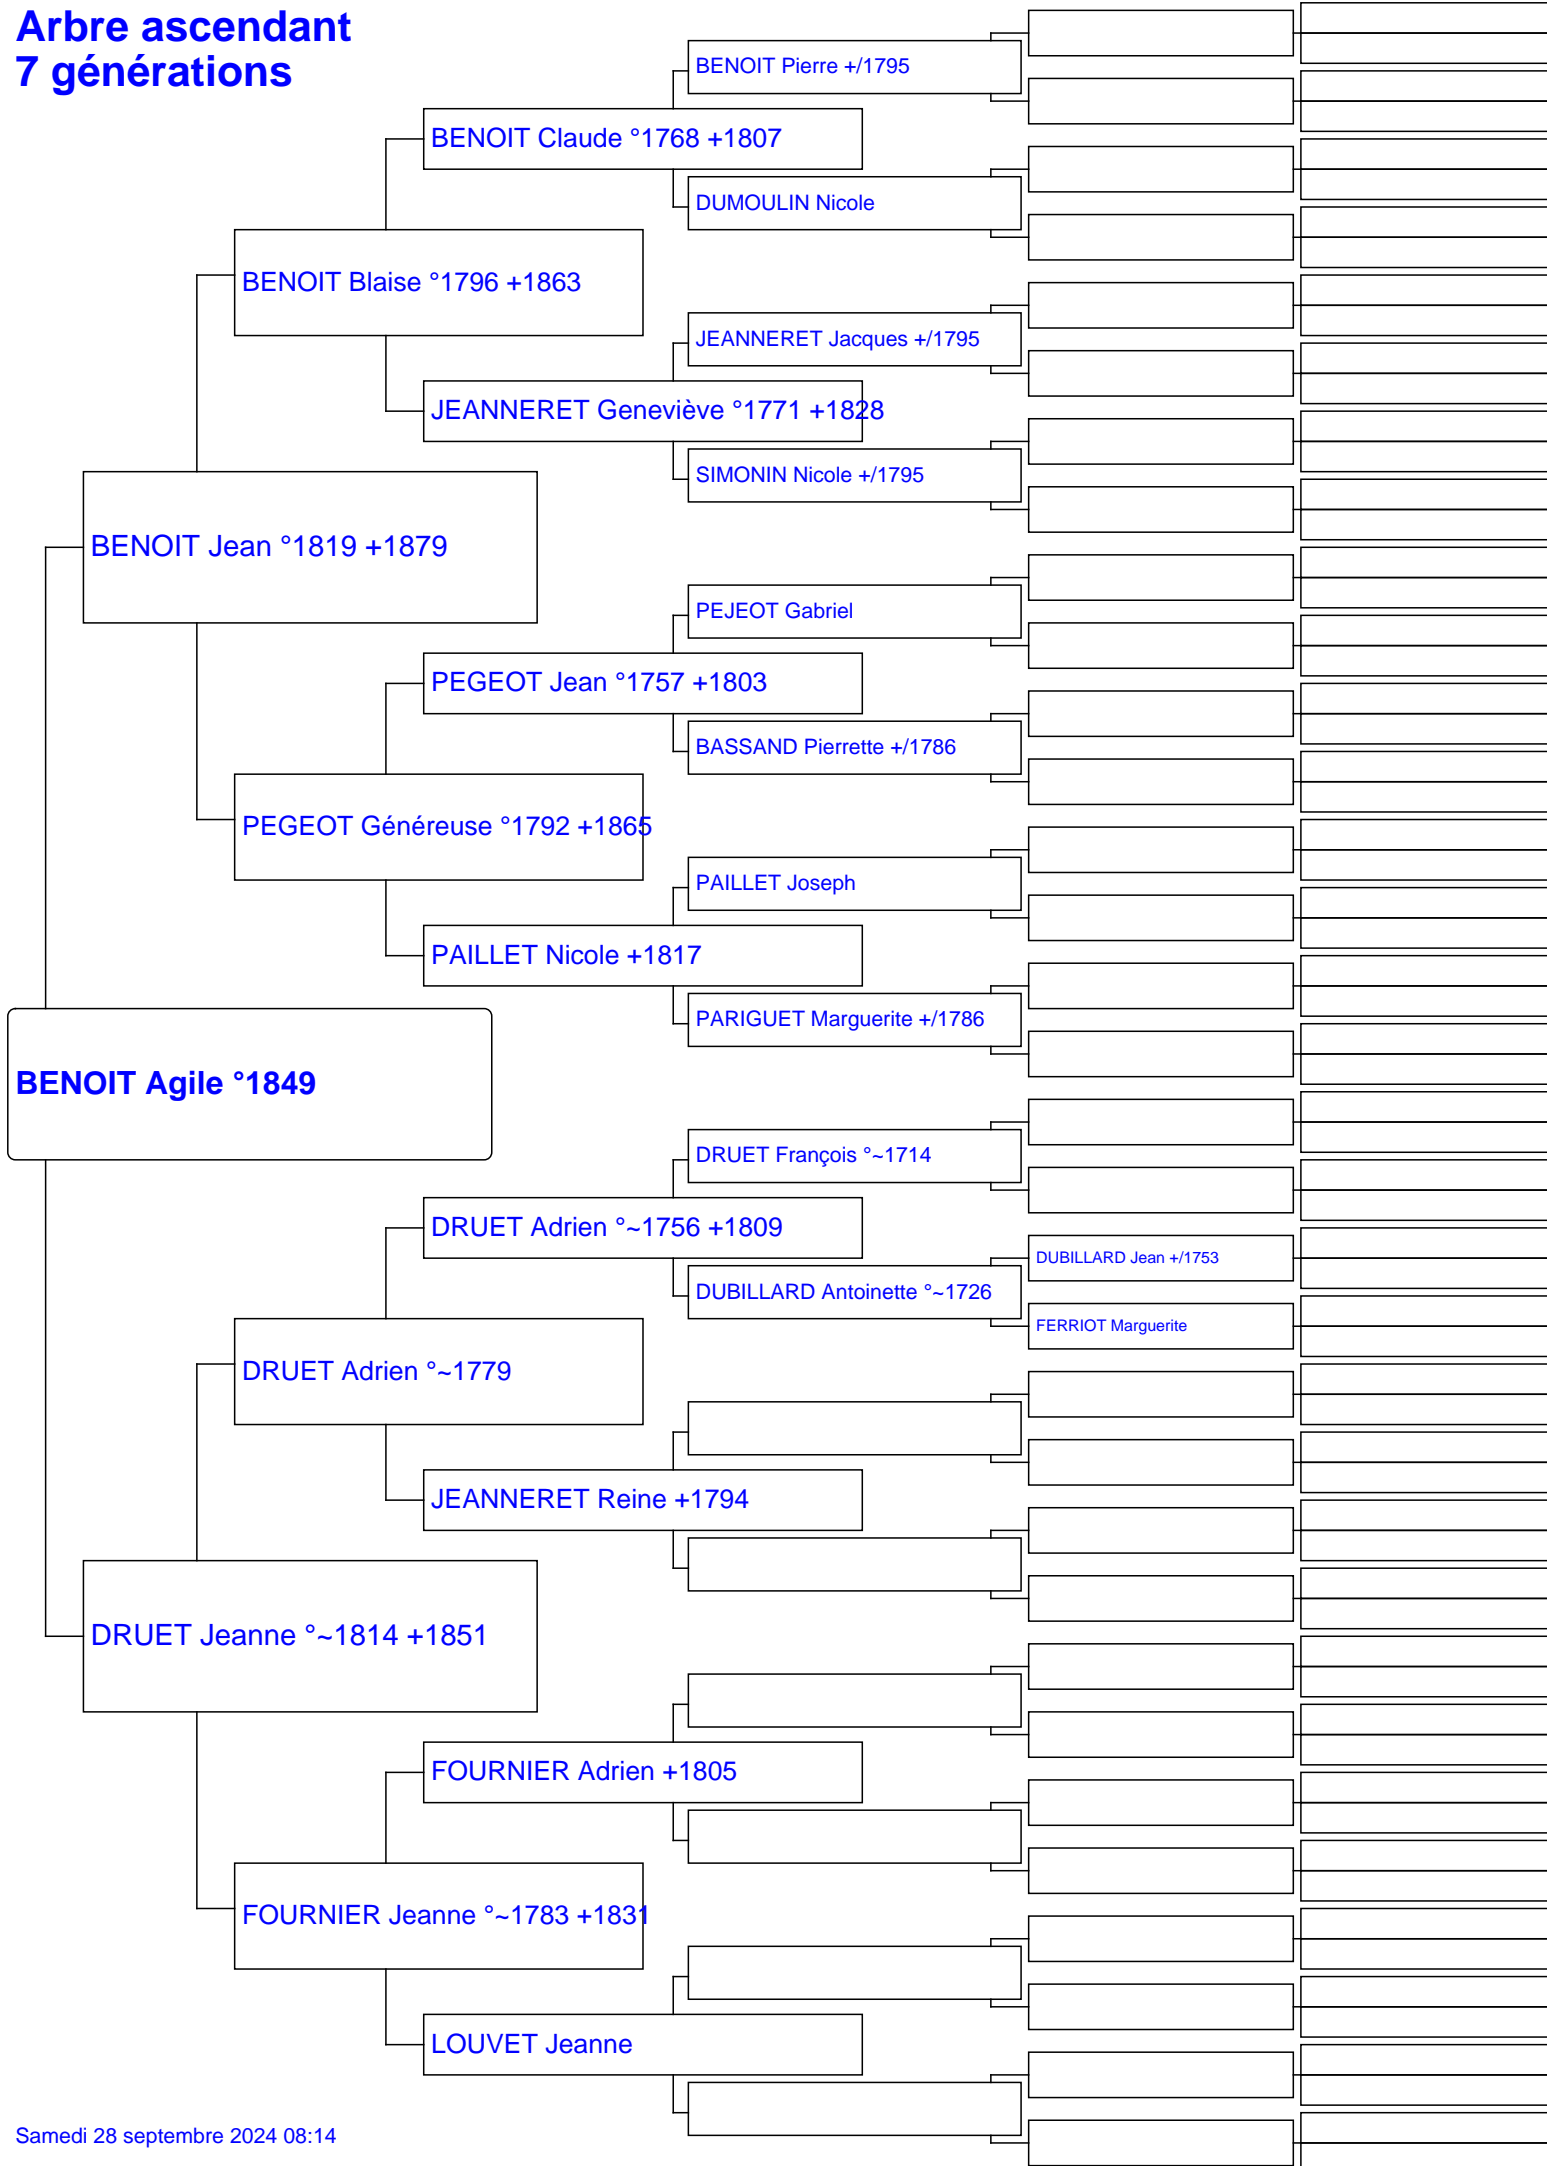 Arbre ascendant
7 générations
BENOIT Pierre +/1795
BENOIT Claude °1768 +1807
DUMOULIN Nicole
BENOIT Blaise °1796 +1863
JEANNERET Jacques +/1795
JEANNERET Geneviève °1771 +1828
SIMONIN Nicole +/1795
BENOIT Jean °1819 +1879
PEJEOT Gabriel
PEGEOT Jean °1757 +1803
BASSAND Pierrette +/1786
PEGEOT Généreuse °1792 +1865
PAILLET Joseph
PAILLET Nicole +1817
PARIGUET Marguerite +/1786
BENOIT Agile °1849
DRUET François °~1714
DRUET Adrien °~1756 +1809
DUBILLARD Jean +/1753
DUBILLARD Antoinette °~1726
FERRIOT Marguerite
DRUET Adrien °~1779
JEANNERET Reine +1794
DRUET Jeanne °~1814 +1851
FOURNIER Adrien +1805
FOURNIER Jeanne °~1783 +1831
LOUVET Jeanne
Samedi 28 septembre 2024 08:14